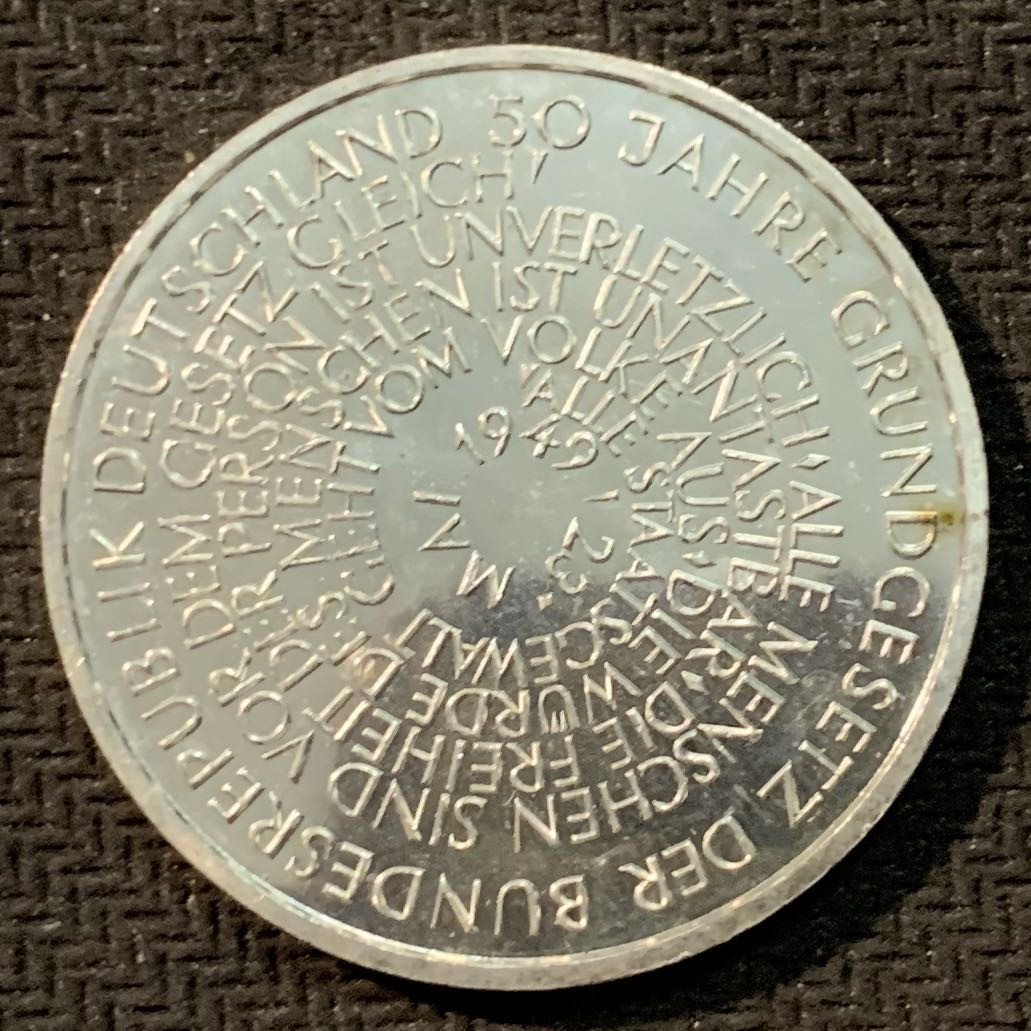 50 JAHRE GRUNDGESETZ DER BUNDESREPUBLIK DEUTSCHLAND
23. MAI 1949
'ALLE STAATSGEWALT GEHT VOM VOLKE AUS·DIE WÜRDE DES MENSCHEN IST UNANTASTBAR·DIE FREIHEIT DER PERSON IST UNVERLETZLICH·ALLE MENSCHEN SIND VOR DEM GESETZ GLEICH'